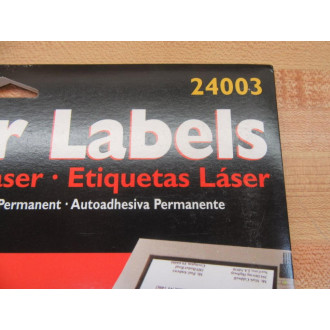 24003
r Labels
aser · Etiquetas Láser
Permanent · Autoadhesiva Permanente